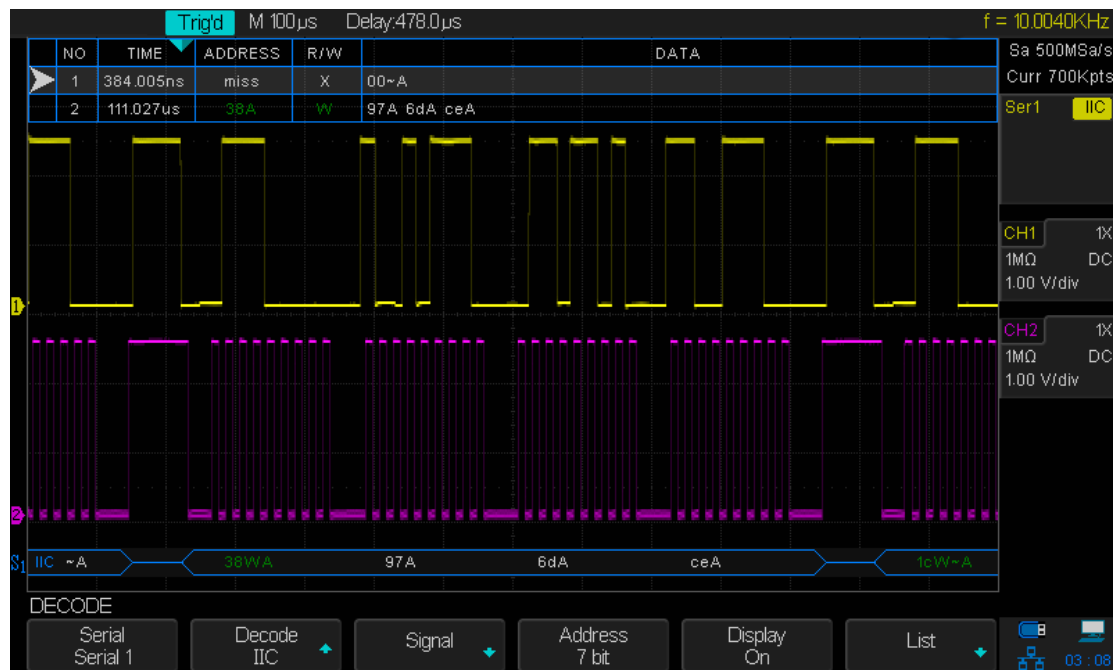 Trig'd M 100µs Delay:478.0µs f = 10.0040KHz
NO TIME ADDRESS R/W DATA
1 384.005ns miss X 00~A
2 111.027us 38A W 97A 6dA ceA
Sa 500MSa/s
Curr 700Kpts
Ser1 IIC
CH1 1X
1MΩ DC
1.00 V/div
CH2 1X
1MΩ DC
1.00 V/div
1
2
S1 IIC ~A 38WA 97A 6dA ceA 1cW~A
DECODE
Serial
Serial 1
Decode
IIC
Signal
Address
7 bit
Display
On
List
03:08